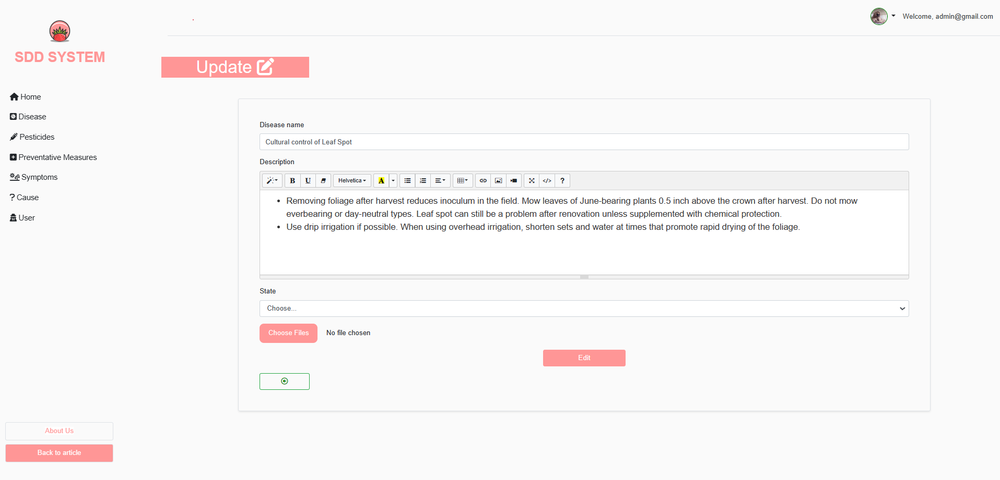 Welcome, admin@gmail.com
SDD SYSTEM
Update
Home
Disease
Pesticides
Preventative Measures
Symptoms
Cause
User
Disease name
Cultural control of Leaf Spot
Description
B U Helvetica A </> ?
• Removing foliage after harvest reduces inoculum in the field. Mow leaves of June-bearing plants 0.5 inch above the crown after harvest. Do not mow
everbearing or day-neutral types. Leaf spot can still be a problem after renovation unless supplemented with chemical protection.
• Use drip irrigation if possible. When using overhead irrigation, shorten sets and water at times that promote rapid drying of the foliage.
State
Choose...
Choose Files No file chosen
Edit
About Us
Back to article